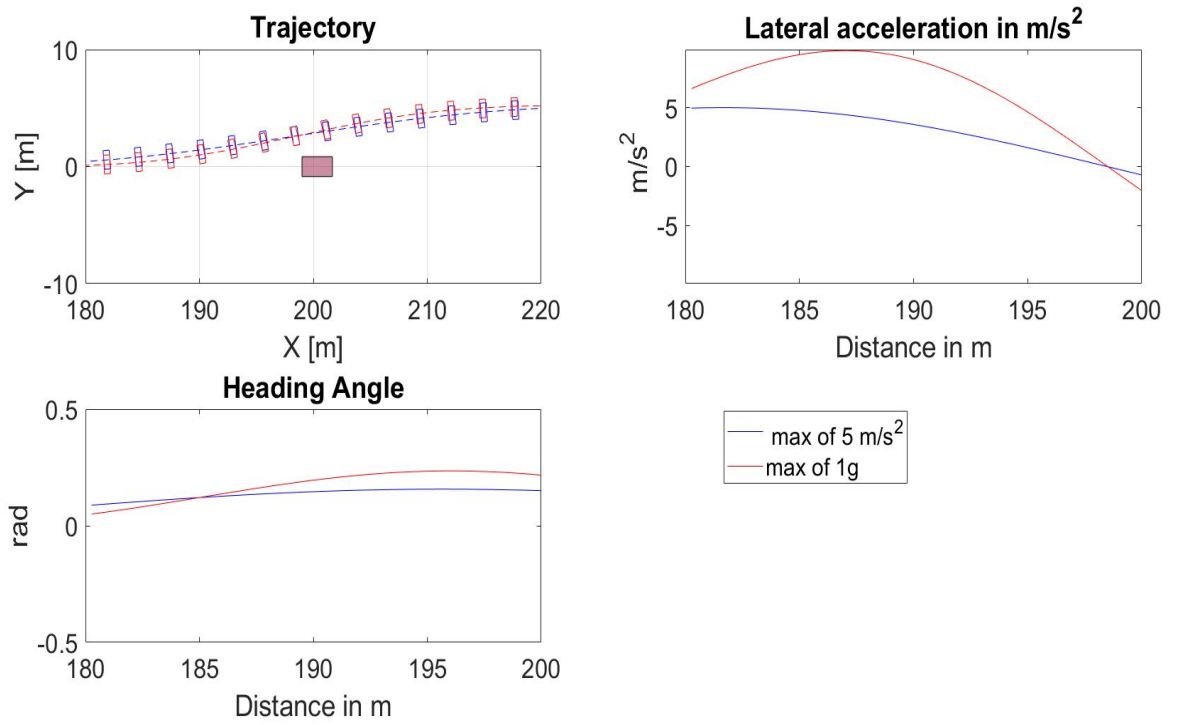 Trajectory
10
0
-10
Y [m]
180
190
200
210
220
X [m]
Lateral acceleration in m/s²
5
0
-5
m/s²
180
185
190
195
200
Distance in m
Heading Angle
0.5
0
-0.5
rad
180
185
190
195
200
Distance in m
max of 5 m/s²
max of 1g